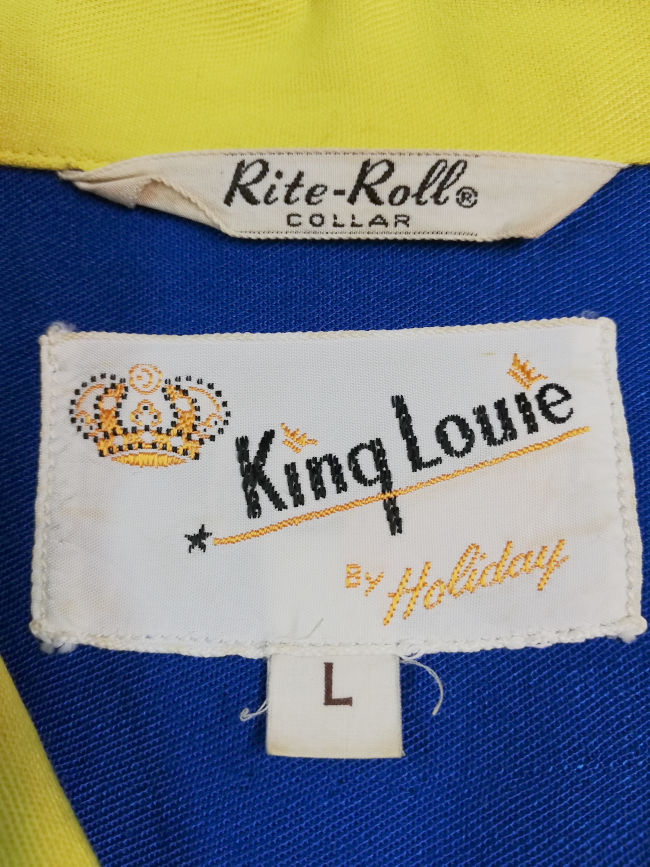 Rite-Roll®
COLLAR
King Louie
BY Holiday
L